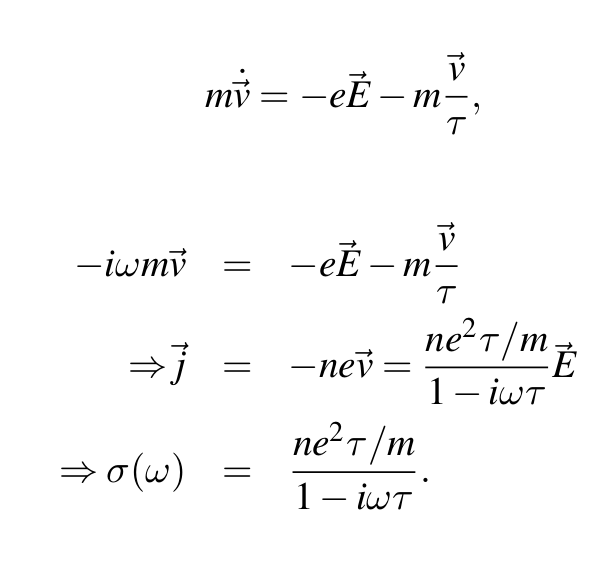 $m\dot{\vec{v}} = -e\vec{E} - m\frac{\vec{v}}{\tau},$
$-i\omega m\vec{v} = -e\vec{E} - m\frac{\vec{v}}{\tau}$
$\Rightarrow \vec{j} = -ne\vec{v} = \frac{ne^2\tau/m}{1-i\omega\tau}\vec{E}$
$\Rightarrow \sigma(\omega) = \frac{ne^2\tau/m}{1-i\omega\tau}.$